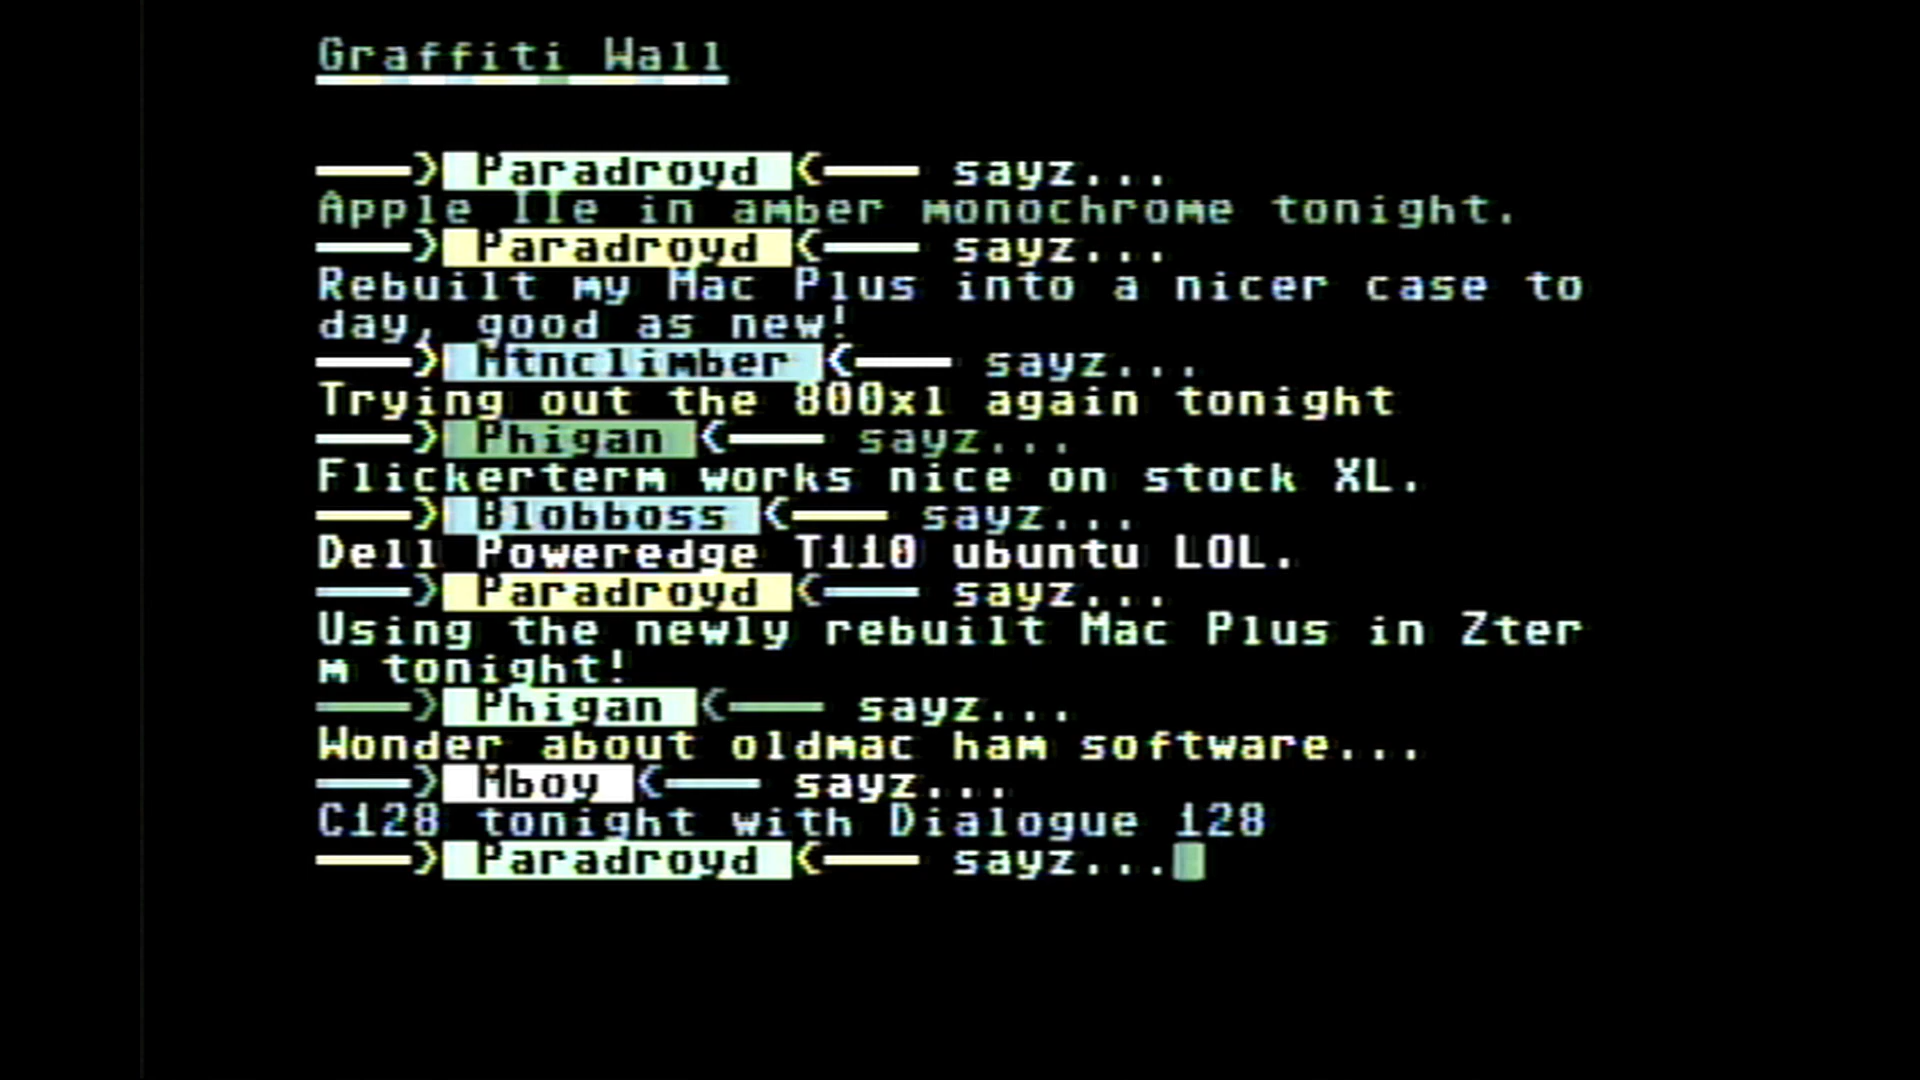 Graffiti Wall
——> Paradroyd <—— sayz...
Apple IIe in amber monochrome tonight.
——> Paradroyd <—— sayz...
Rebuilt my Mac Plus into a nicer case to
day, good as new!
——> Mtnclimber <—— sayz...
Trying out the 800xl again tonight
——> Phigan <—— sayz...
Flickerterm works nice on stock XL.
——> Blobboss <—— sayz...
Dell Poweredge T110 ubuntu LOL.
——> Paradroyd <—— sayz...
Using the newly rebuilt Mac Plus in Zter
m tonight!
——> Phigan <—— sayz...
Wonder about oldmac ham software...
——> Mboy <—— sayz...
C128 tonight with Dialogue 128
——> Paradroyd <—— sayz...